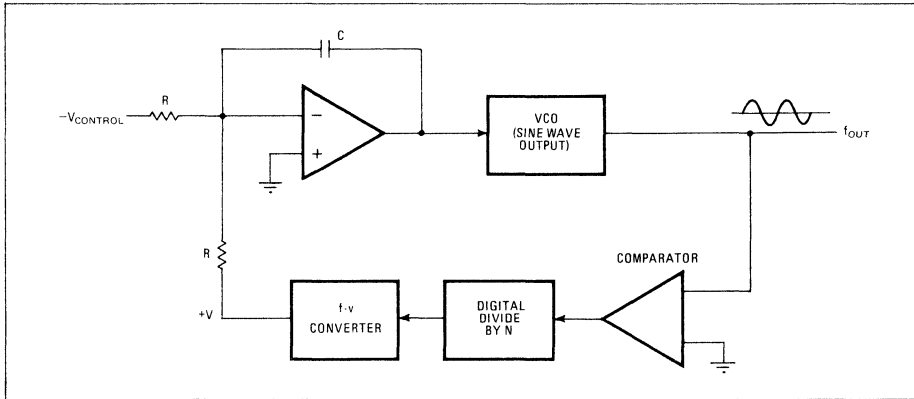 C
R
−VCONTROL
−
+
VCO
(SINE WAVE
OUTPUT)
fOUT
R
COMPARATOR
+V
f-v
CONVERTER
DIGITAL
DIVIDE
BY N